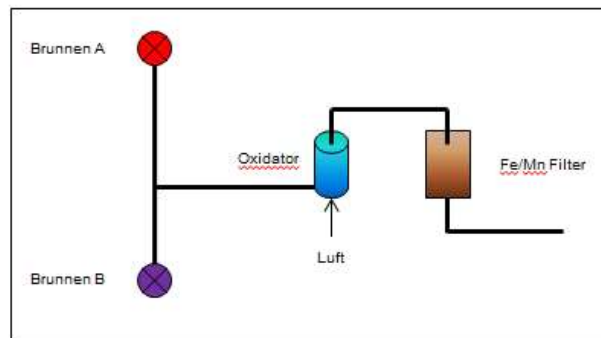 Brunnen A
Oxidator
Fe/Mn Filter
Luft
Brunnen B